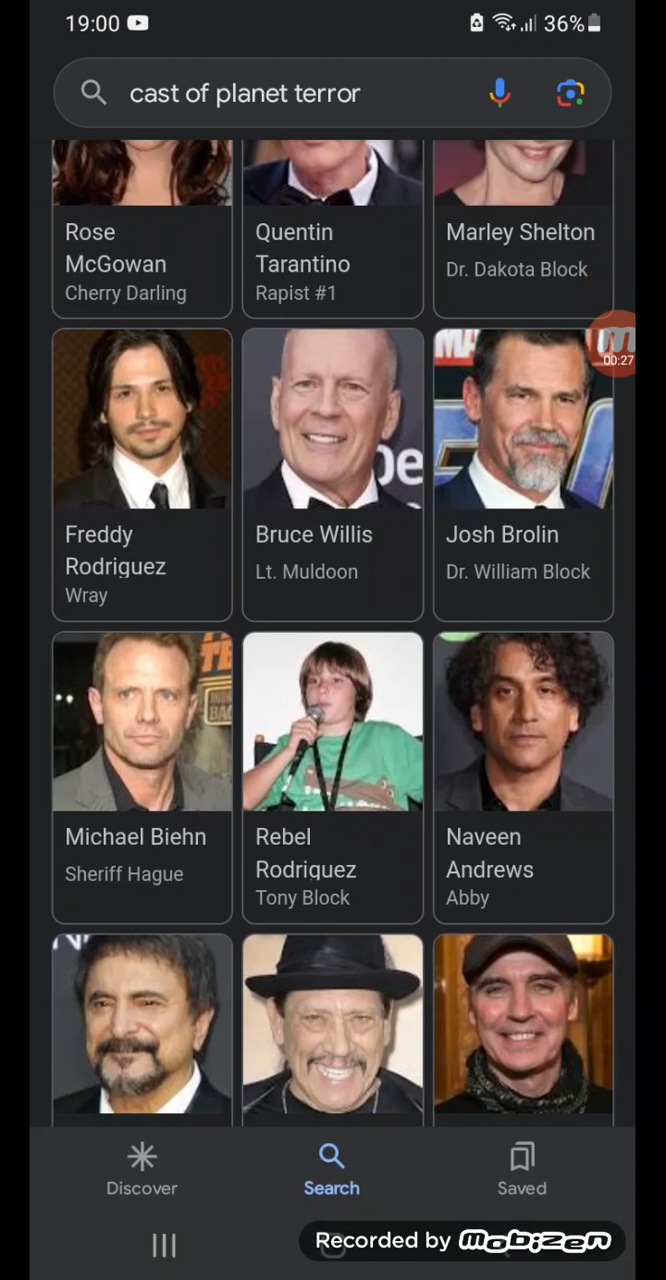 19:00
36%
cast of planet terror
Rose
McGowan
Cherry Darling
Quentin
Tarantino
Rapist #1
Marley Shelton
Dr. Dakota Block
00:27
Freddy
Rodriguez
Wray
Bruce Willis
Lt. Muldoon
Josh Brolin
Dr. William Block
Michael Biehn
Sheriff Hague
Rebel
Rodriguez
Tony Block
Naveen
Andrews
Abby
Discover
Search
Saved
Recorded by mobizen